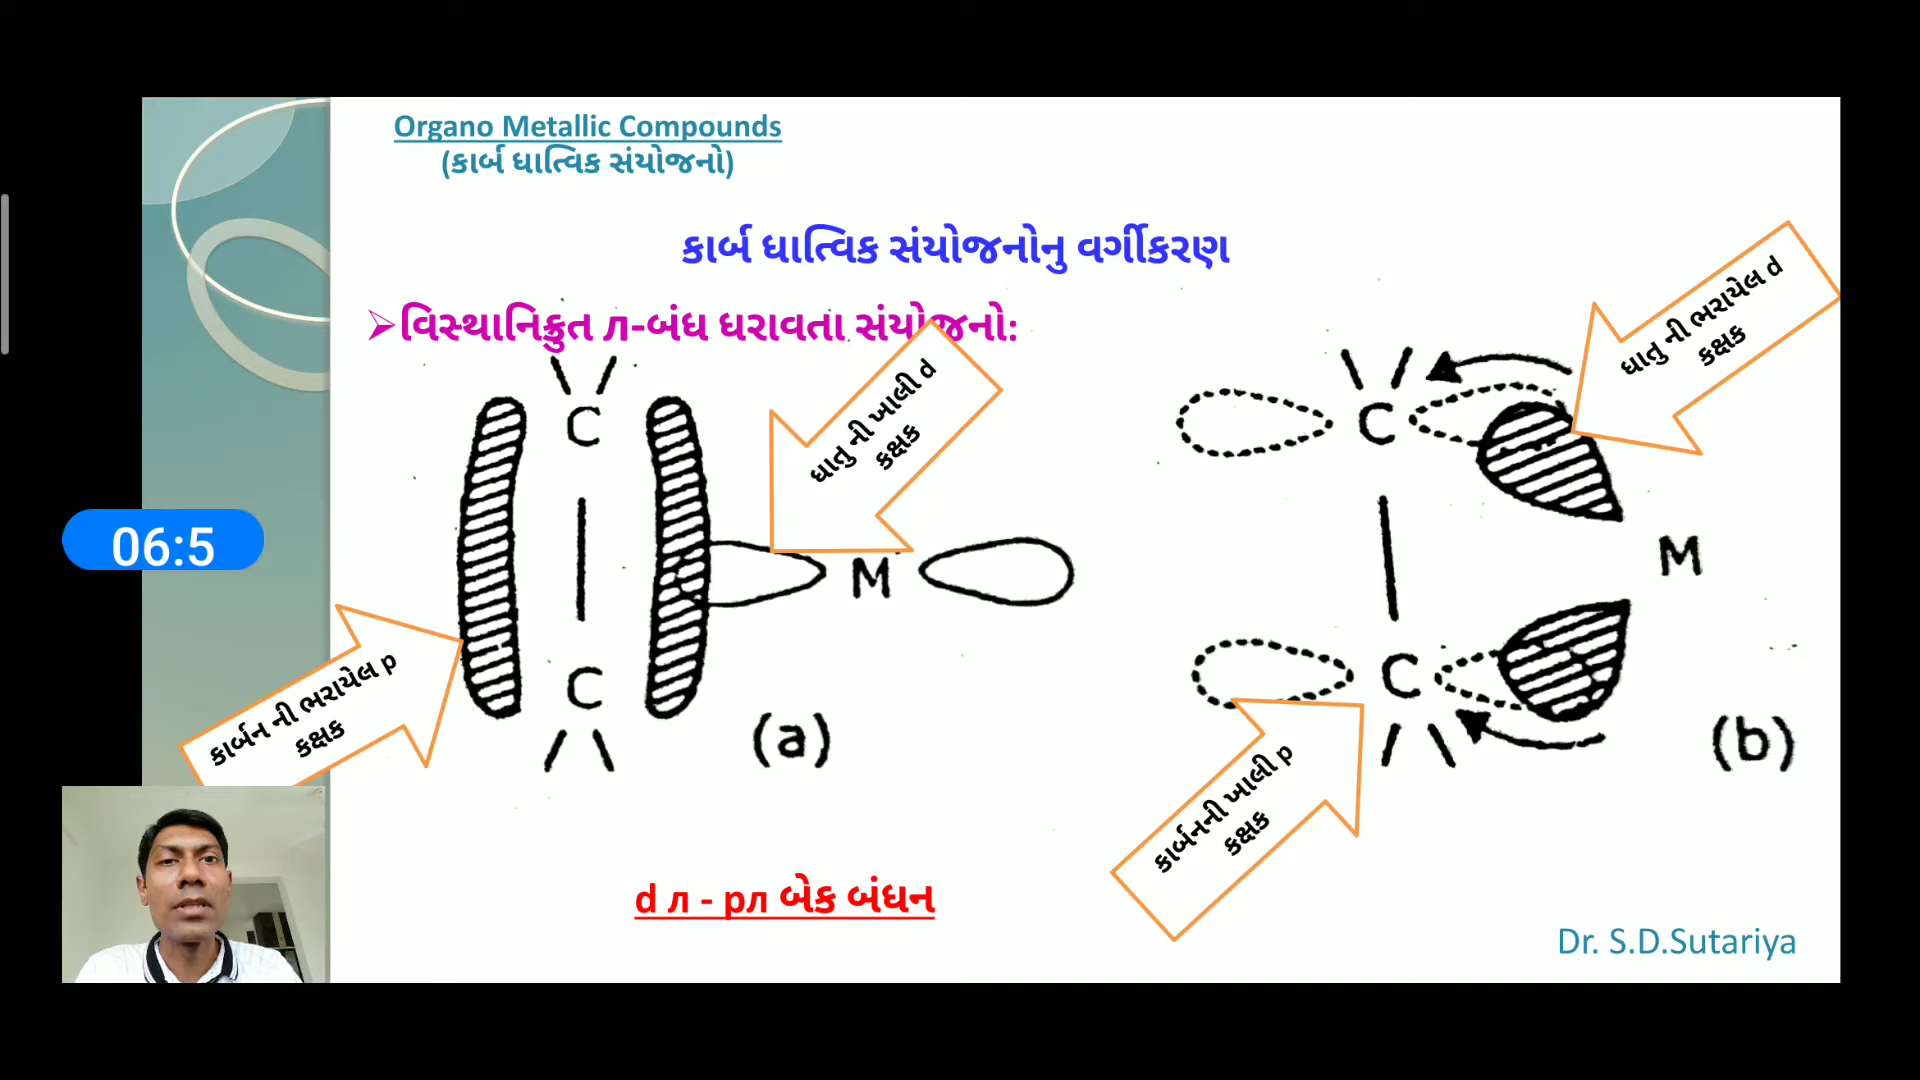 Organo Metallic Compounds
(કાર્બ ધાત્વિક સંયોજનો)
કાર્બ ધાત્વિક સંયોજનોનુ વર્ગીકરણ
➢વિસ્થાનિક્રુત л-બંધ ધરાવતા સંયોજનો:
ધાતુ ની ખાલી d
કક્ષક
ધાતુ ની ભરાયેલ d
કક્ષક
C
C
M
C
C
M
06:5
કાર્બન ની ભરાયેલ p
કક્ષક
(a)
(b)
કાર્બનની ખાલી p
કક્ષક
d л - pл બેક બંધન
Dr. S.D.Sutariya